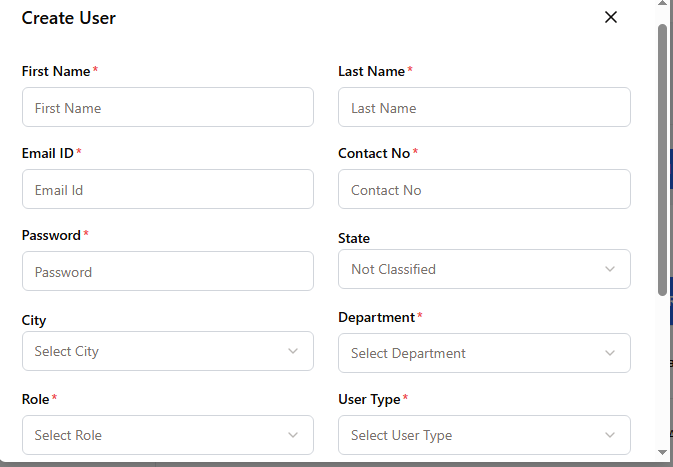 Create User
First Name*
Last Name*
First Name
Last Name
Email ID*
Contact No*
Email Id
Contact No
Password*
State
Password
Not Classified
City
Department*
Select City
Select Department
Role*
User Type*
Select Role
Select User Type